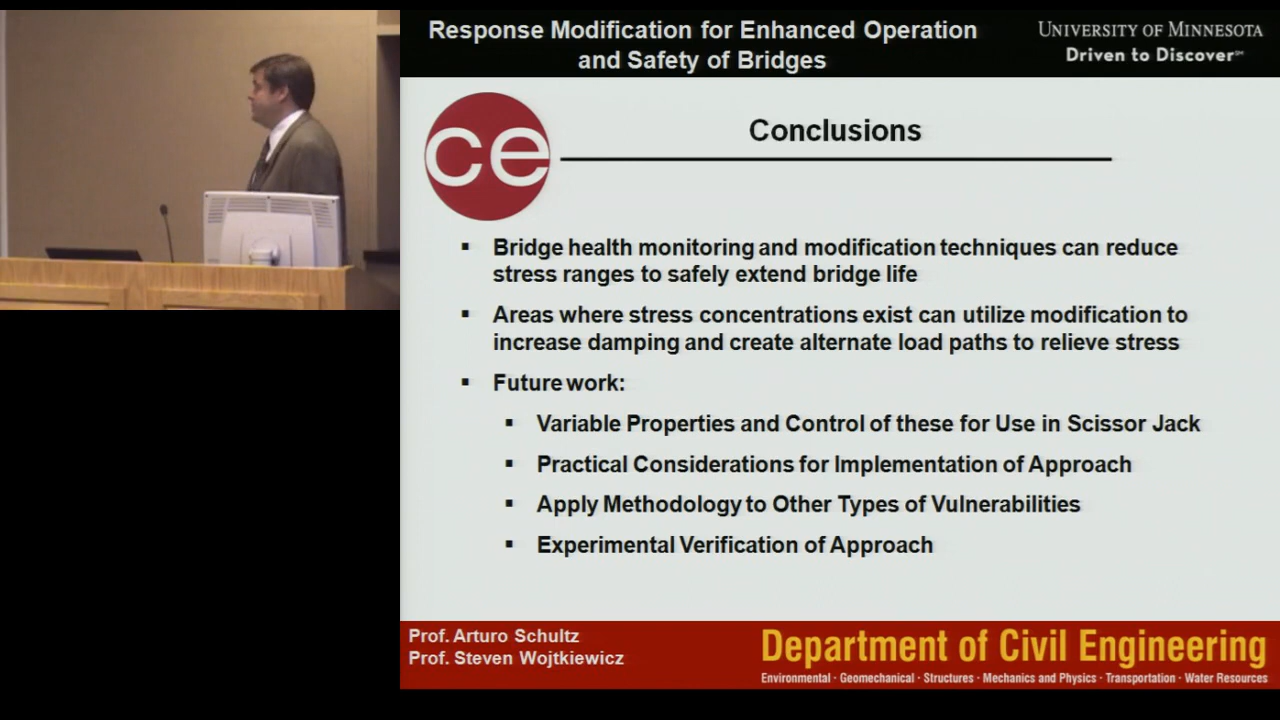 Response Modification for Enhanced Operation
and Safety of Bridges
UNIVERSITY OF MINNESOTA
Driven to Discover℠
ce
Conclusions
▪ Bridge health monitoring and modification techniques can reduce
stress ranges to safely extend bridge life
▪ Areas where stress concentrations exist can utilize modification to
increase damping and create alternate load paths to relieve stress
▪ Future work:
▪ Variable Properties and Control of these for Use in Scissor Jack
▪ Practical Considerations for Implementation of Approach
▪ Apply Methodology to Other Types of Vulnerabilities
▪ Experimental Verification of Approach
Prof. Arturo Schultz
Prof. Steven Wojtkiewicz
Department of Civil Engineering
Environmental · Geomechanical · Structures · Mechanics and Physics · Transportation · Water Resources